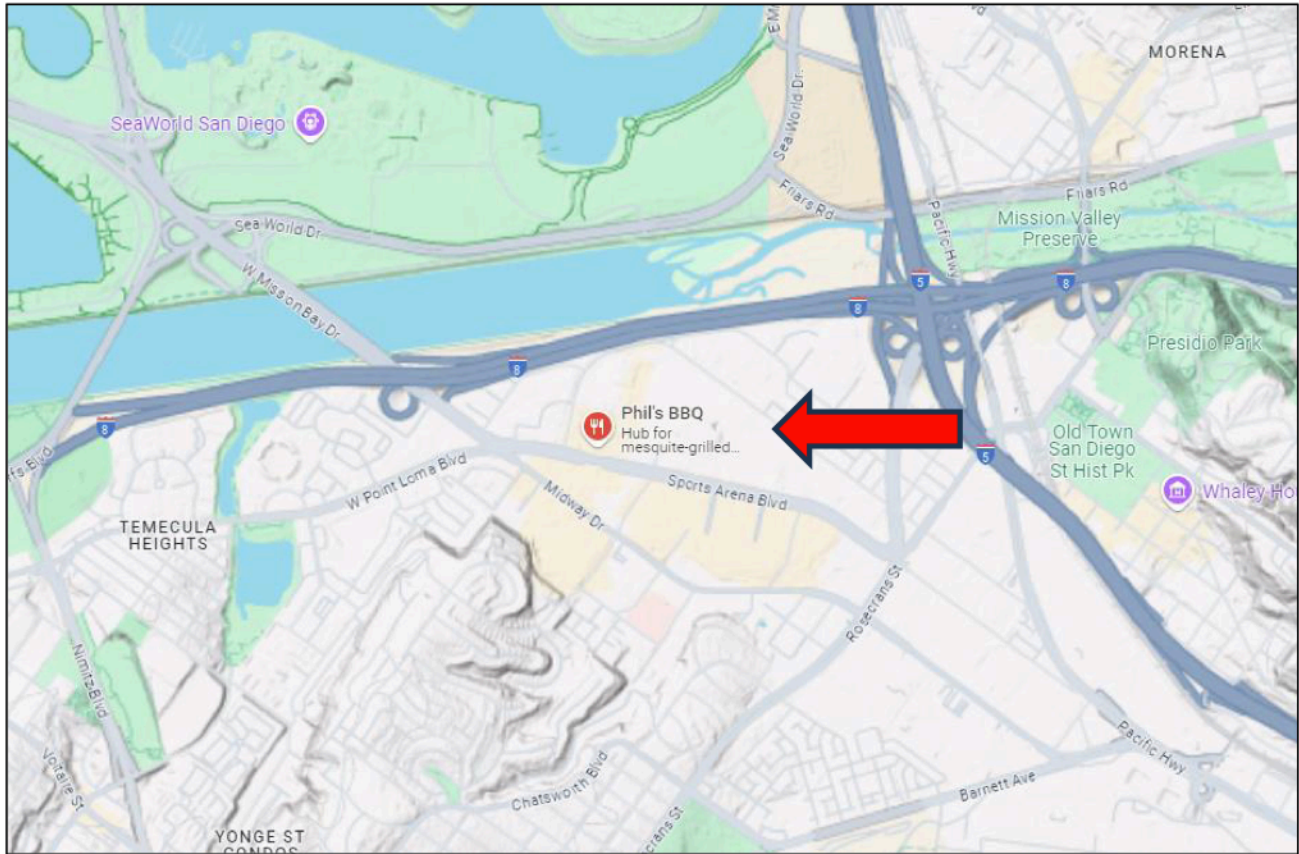 MORENA
SeaWorld San Diego
Sea World Dr.
Friars Rd
Friars Rd
Pacific Hwy
Mission Valley
Preserve
Sea World Dr
W Mission Bay Dr
5
8
8
8
8
Presidio Park
Phil's BBQ
Hub for
mesquite-grilled...
Old Town
San Diego
St Hist Pk
5
Whaley Ho
W Point Loma Blvd
Sports Arena Blvd
Midway Dr
TEMECULA
HEIGHTS
Rosecrans St
Nimitz Blvd
Voltaire St
Chatsworth Blvd
Barnett Ave
Pacific Hwy
crans St
YONGE ST
CONDOS